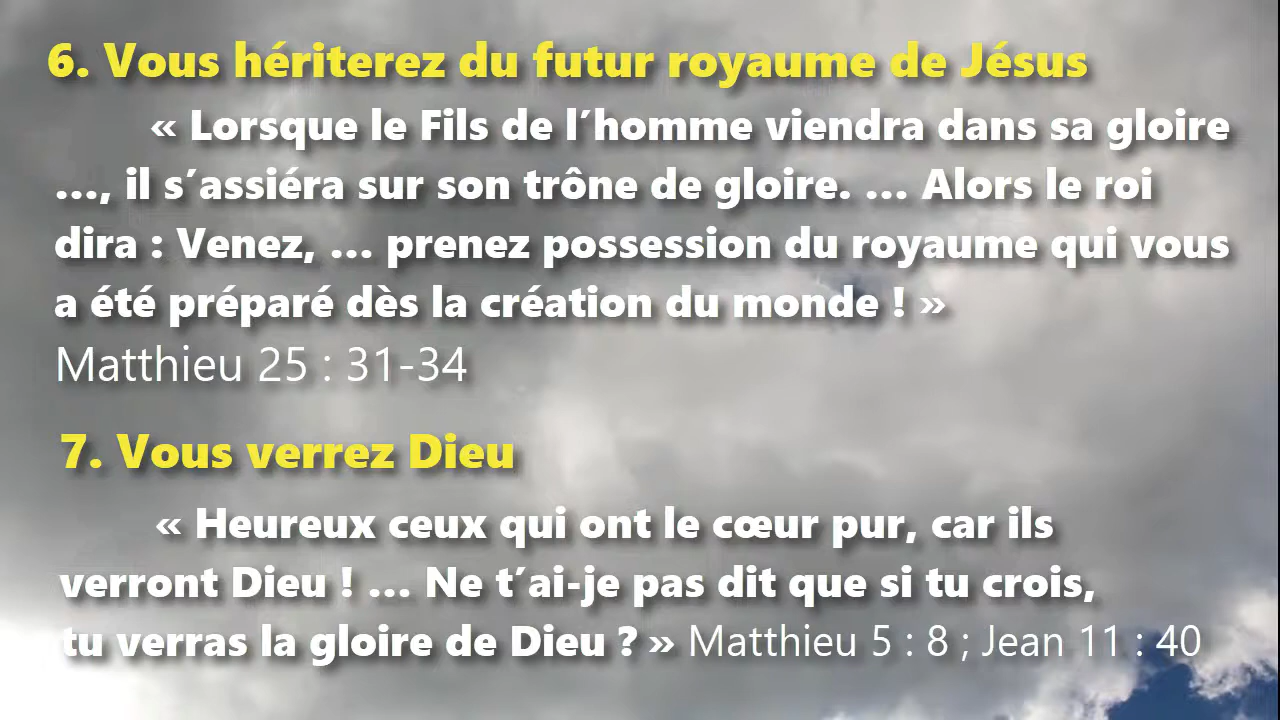 6. Vous hériterez du futur royaume de Jésus
« Lorsque le Fils de l’homme viendra dans sa gloire
..., il s’assiéra sur son trône de gloire. ... Alors le roi
dira : Venez, ... prenez possession du royaume qui vous
a été préparé dès la création du monde ! »
Matthieu 25 : 31-34
7. Vous verrez Dieu
« Heureux ceux qui ont le cœur pur, car ils
verront Dieu ! ... Ne t’ai-je pas dit que si tu crois,
tu verras la gloire de Dieu ? » Matthieu 5 : 8 ; Jean 11 : 40